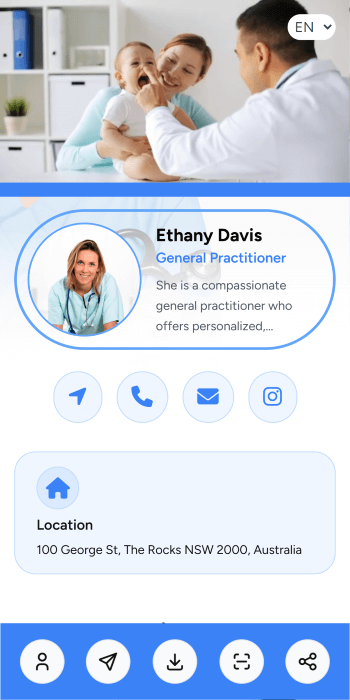 EN
Ethany Davis
General Practitioner
She is a compassionate
general practitioner who
offers personalized,...
Location
100 George St, The Rocks NSW 2000, Australia